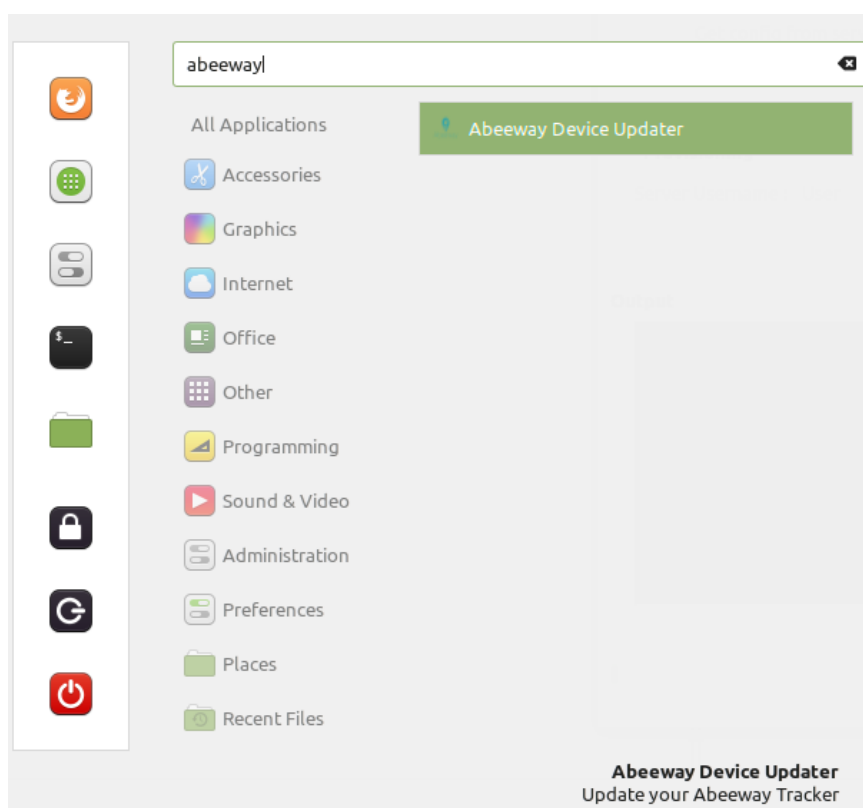 abeeway
All Applications
Abeeway Device Updater
Accessories
Graphics
Internet
$_
Office
Other
Programming
Sound & Video
Administration
Preferences
Places
Recent Files
Abeeway Device Updater
Update your Abeeway Tracker